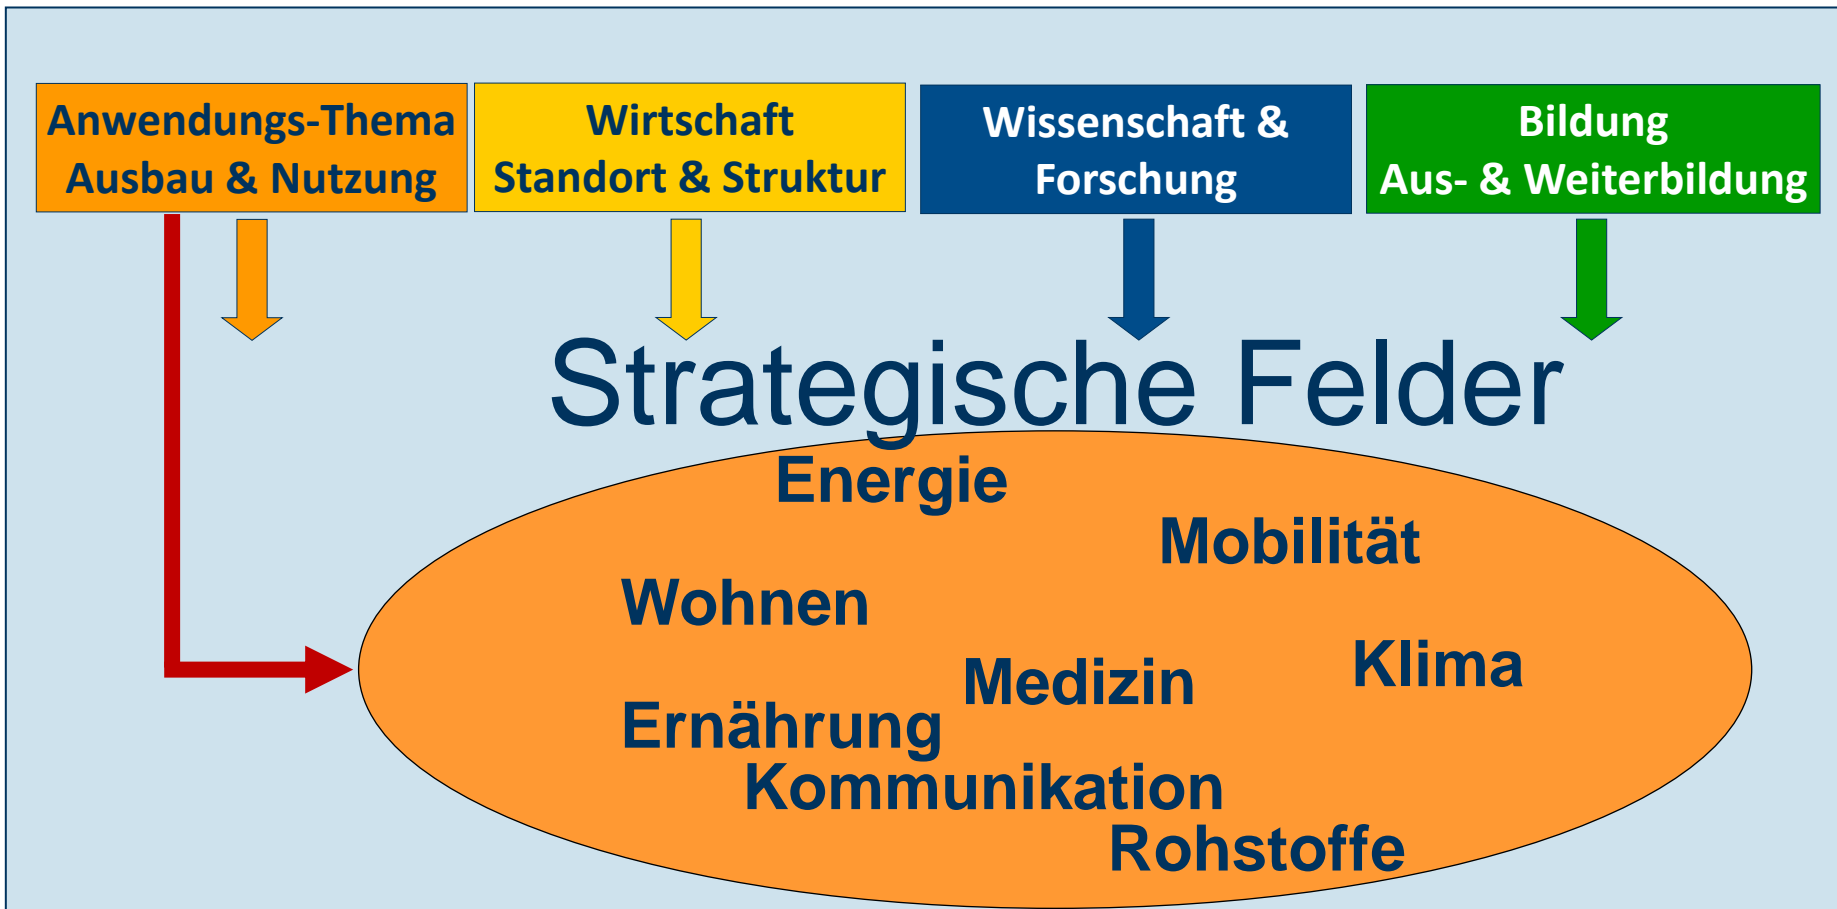 Anwendungs-Thema
Ausbau & Nutzung
Wirtschaft
Standort & Struktur
Wissenschaft &
Forschung
Bildung
Aus- & Weiterbildung
Strategische Felder
Energie
Mobilität
Wohnen
Klima
Medizin
Ernährung
Kommunikation
Rohstoffe